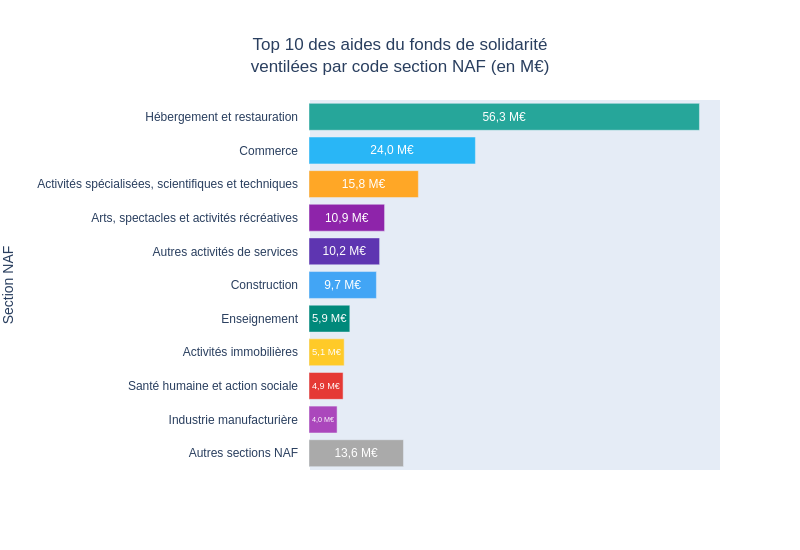 Top 10 des aides du fonds de solidarité
ventilées par code section NAF (en M€)
Section NAF
Hébergement et restauration 56,3 M€
Commerce 24,0 M€
Activités spécialisées, scientifiques et techniques 15,8 M€
Arts, spectacles et activités récréatives 10,9 M€
Autres activités de services 10,2 M€
Construction 9,7 M€
Enseignement 5,9 M€
Activités immobilières 5,1 M€
Santé humaine et action sociale 4,9 M€
Industrie manufacturière 4,0 M€
Autres sections NAF 13,6 M€